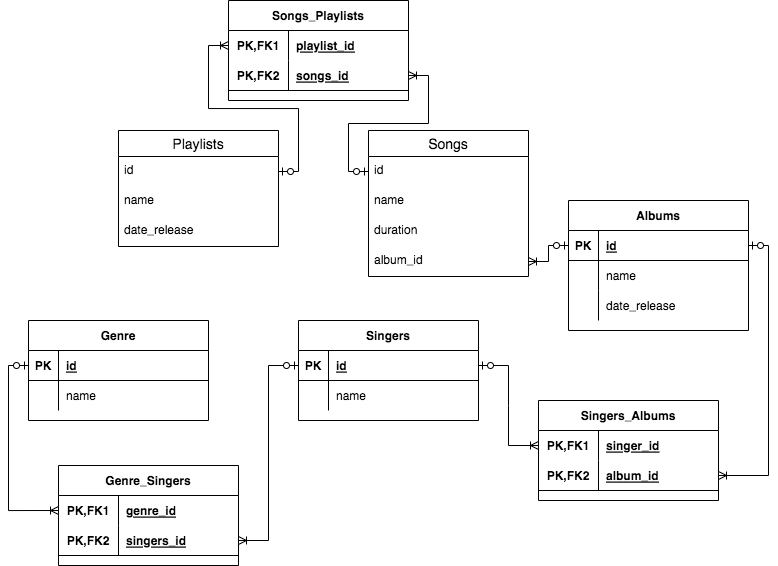 Songs_Playlists
PK,FK1 playlist_id
PK,FK2 songs_id
Playlists
id
name
date_release
Songs
id
name
duration
album_id
Albums
PK id
name
date_release
Genre
PK id
name
Singers
PK id
name
Singers_Albums
PK,FK1 singer_id
PK,FK2 album_id
Genre_Singers
PK,FK1 genre_id
PK,FK2 singers_id